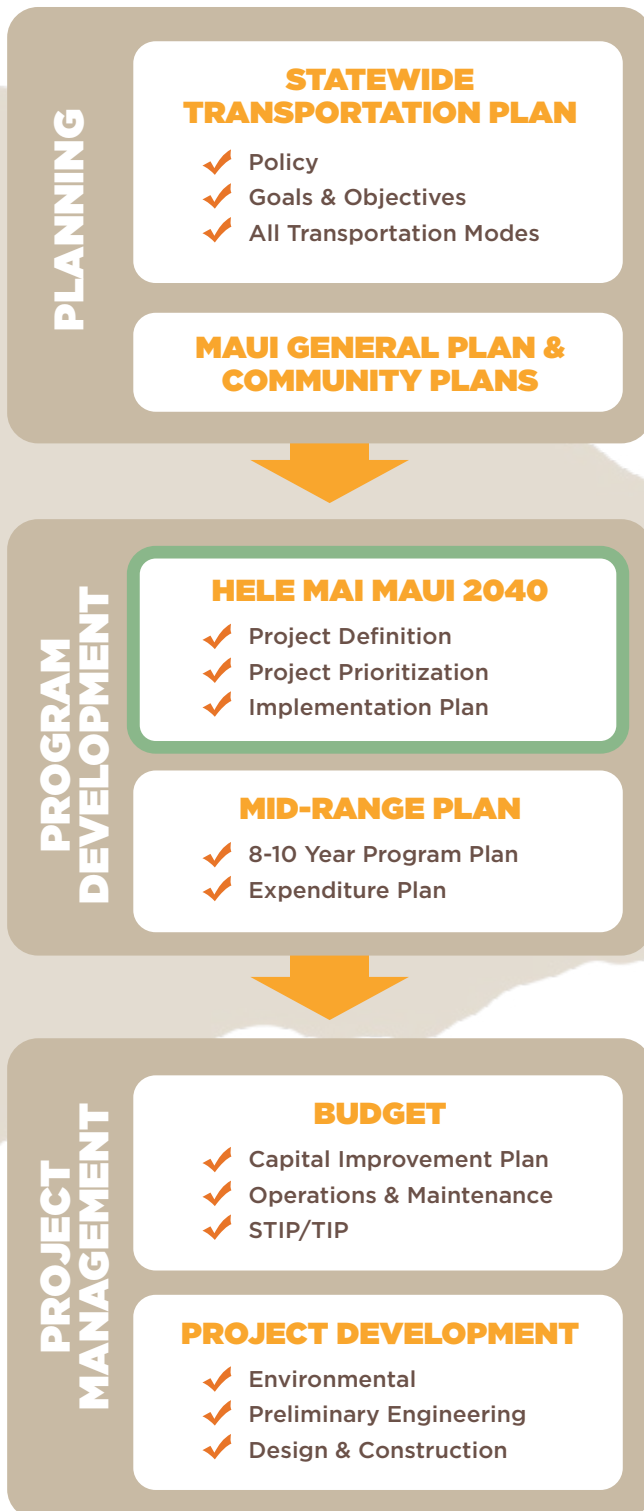 PLANNING
STATEWIDE
TRANSPORTATION PLAN
Policy
Goals & Objectives
All Transportation Modes
MAUI GENERAL PLAN &
COMMUNITY PLANS
PROGRAM
DEVELOPMENT
HELE MAI MAUI 2040
Project Definition
Project Prioritization
Implementation Plan
MID-RANGE PLAN
8-10 Year Program Plan
Expenditure Plan
PROJECT
MANAGEMENT
BUDGET
Capital Improvement Plan
Operations & Maintenance
STIP/TIP
PROJECT DEVELOPMENT
Environmental
Preliminary Engineering
Design & Construction